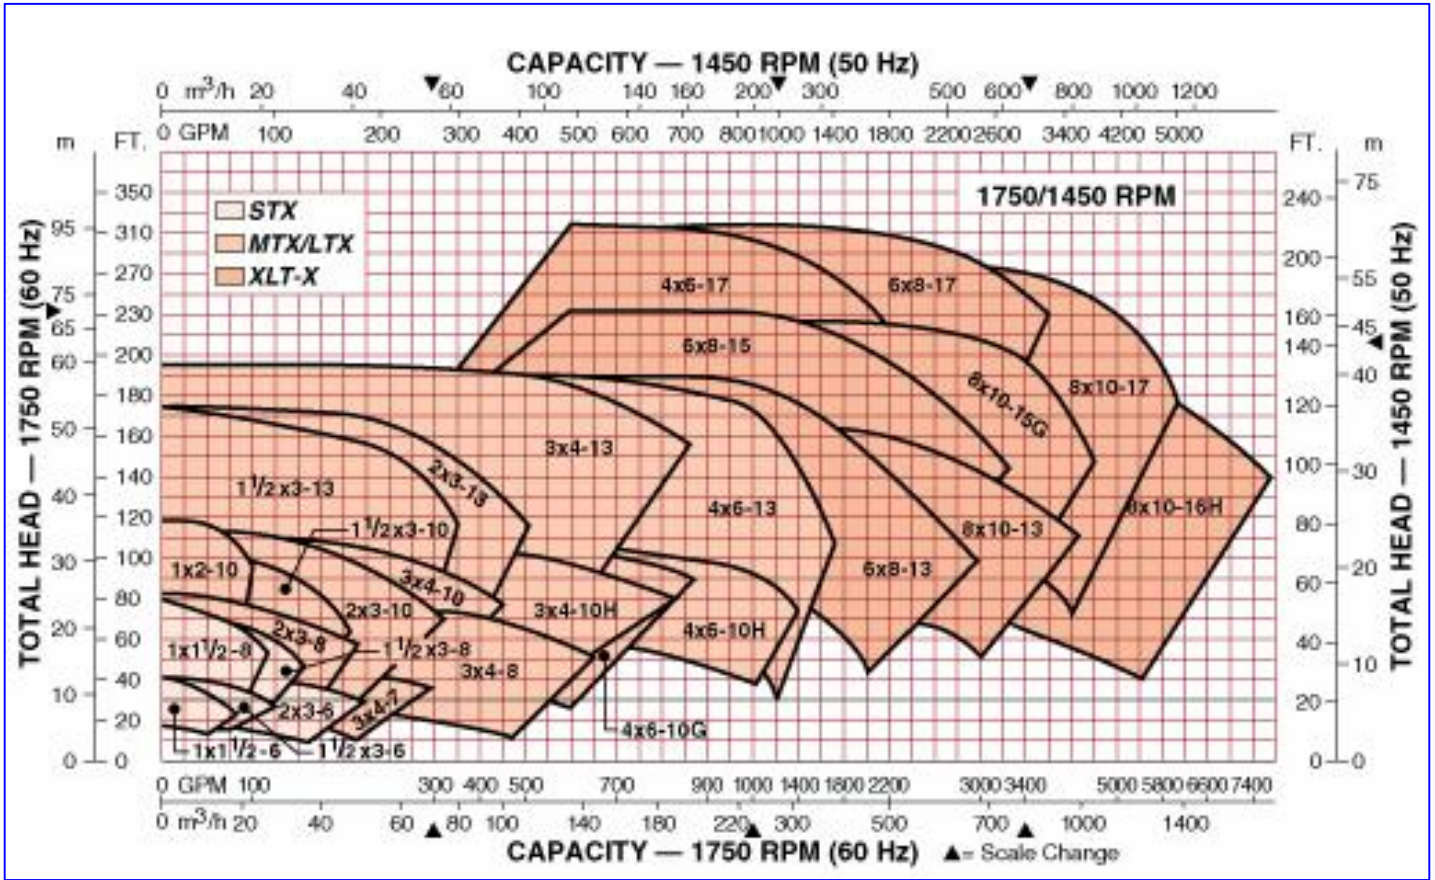 CAPACITY — 1450 RPM (50 Hz)
0 m³/h 20 40 60 100 140 160 200 300 500 600 800 1000 1200
0 GPM 100 200 300 400 500 600 700 800 1000 1400 1800 2200 2600 3400 4200 5000
m FT. FT. m
1750/1450 RPM
STX
MTX/LTX
XLT-X
TOTAL HEAD — 1750 RPM (60 Hz)
95 75 65 60 50 40 30 20 10 0
350 310 270 230 200 180 160 140 120 100 80 60 40 20 0
4x6-17
6x8-17
6x8-15
8x10-17
8x10-15G
3x4-13
2x3-13
1 1/2x3-13
4x6-13
8x10-16H
1 1/2x3-10
8x10-13
1x2-10
3x4-10
6x8-13
2x3-10
3x4-10H
4x6-10H
2x3-8
1x1 1/2-8
1 1/2x3-8
3x4-8
2x3-6
3x4-7
4x6-10G
1x1 1/2-6
1 1/2x3-6
240 200 160 140 120 100 80 60 40 20 0
75 55 45 40 30 20 10 0
TOTAL HEAD — 1450 RPM (50 Hz)
0 GPM 100 300 400 500 700 900 1000 1400 1800 2200 3000 3400 5000 5800 6600 7400
0 m³/h 20 40 60 80 100 140 180 220 300 500 700 1000 1400
CAPACITY — 1750 RPM (60 Hz) ▲= Scale Change